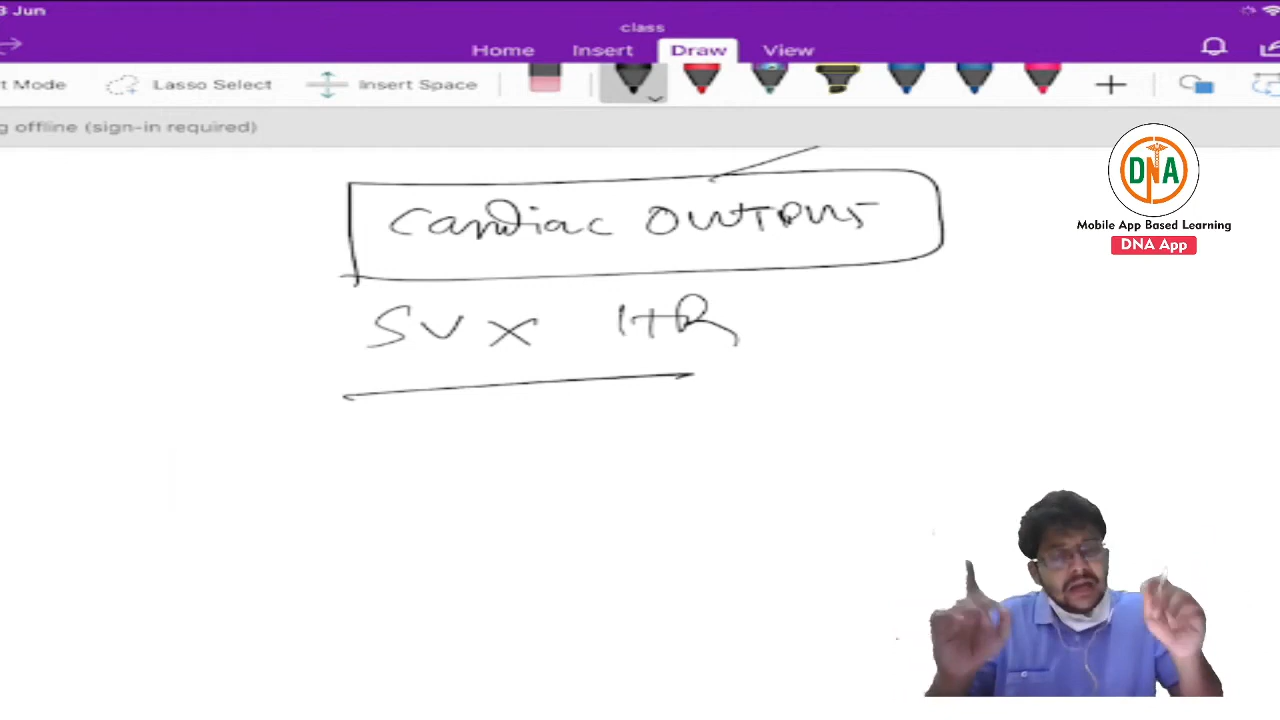 3 Jun
class
Home Insert Draw View
t Mode Lasso Select Insert Space
g offline (sign-in required)
DNA
Mobile App Based Learning
DNA App
Cardiac OUTPUT
SV X HR